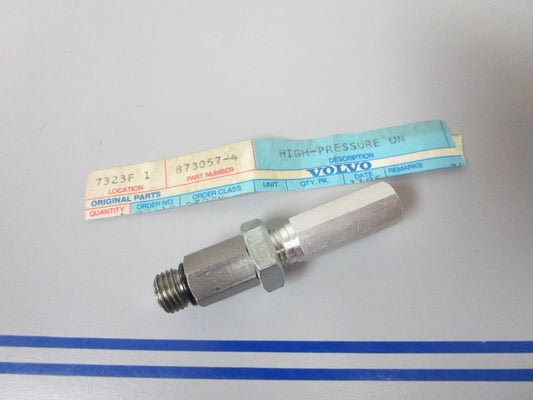 7323F 1 873057-4 HIGH-PRESSURE UN
LOCATION PART NUMBER DESCRIPTION
ORIGINAL PARTS VOLVO
QUANTITY ORDER NO. ORDER CLASS UNIT QTY. PK. DATE REMARKS